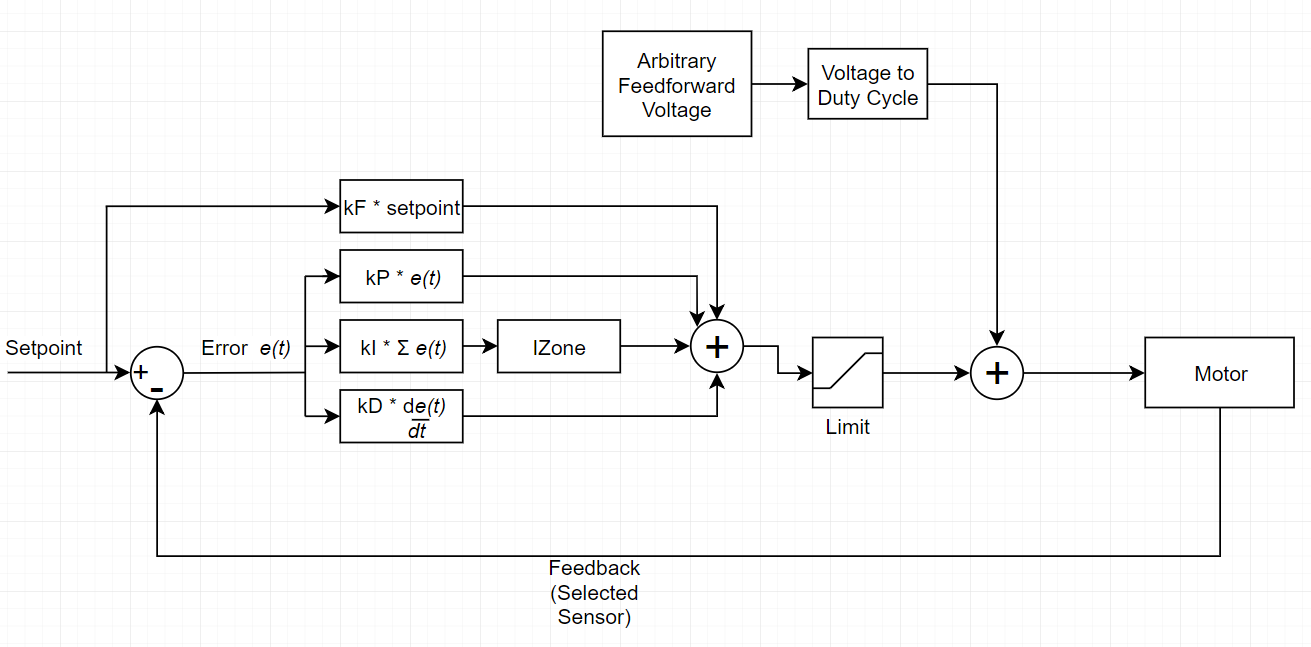 Arbitrary
Feedforward
Voltage
Voltage to
Duty Cycle
kF * setpoint
kP * e(t)
Setpoint
+
-
Error e(t)
kI * Σ e(t)
IZone
+
kD * de(t)
dt
Limit
+
Motor
Feedback
(Selected
Sensor)